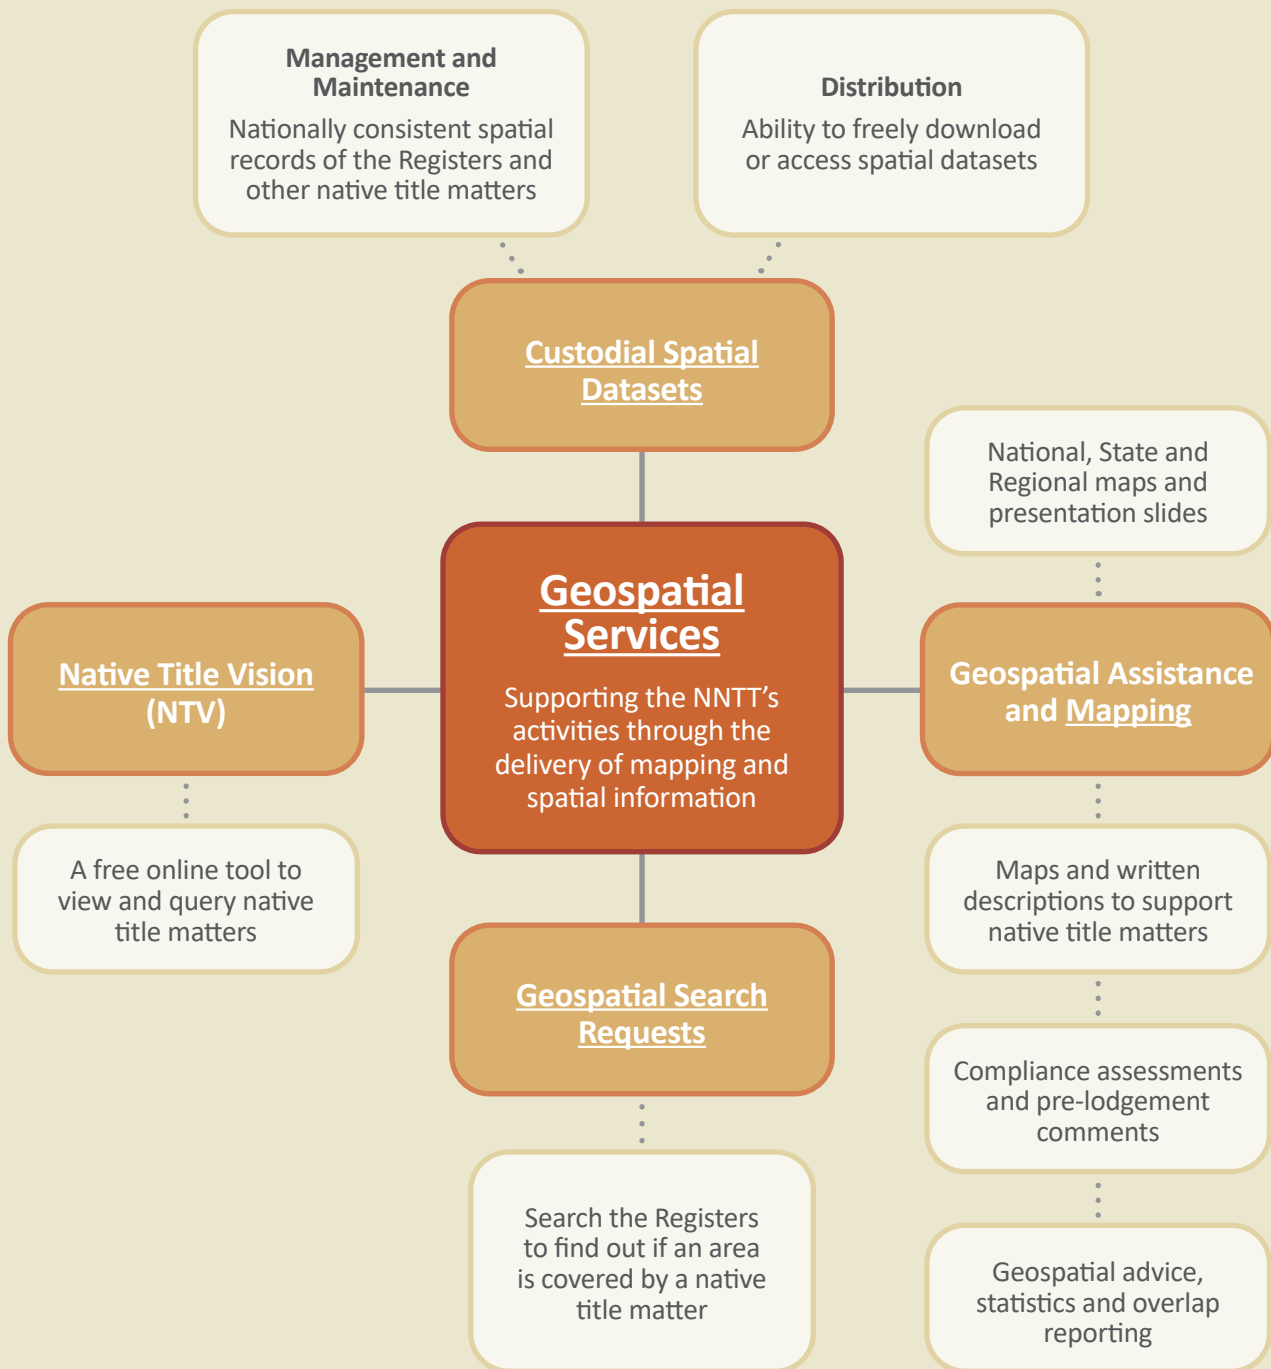 Management and
Maintenance
Nationally consistent spatial
records of the Registers and
other native title matters
Distribution
Ability to freely download
or access spatial datasets
Custodial Spatial
Datasets
National, State and
Regional maps and
presentation slides
Geospatial
Services
Supporting the NNTT’s
activities through the
delivery of mapping and
spatial information
Native Title Vision
(NTV)
Geospatial Assistance
and Mapping
A free online tool to
view and query native
title matters
Maps and written
descriptions to support
native title matters
Geospatial Search
Requests
Compliance assessments
and pre-lodgement
comments
Search the Registers
to find out if an area
is covered by a native
title matter
Geospatial advice,
statistics and overlap
reporting